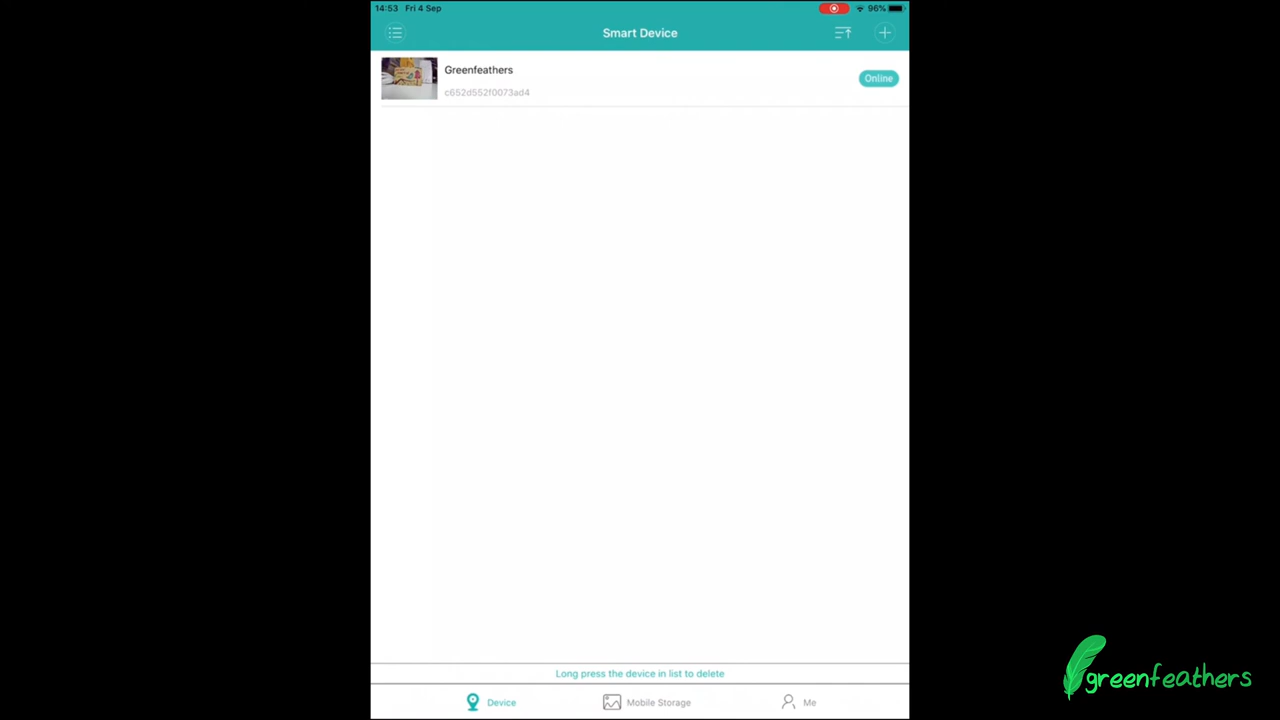 14:53 Fri 4 Sep
96%
Smart Device
Greenfeathers
c652d552f0073ad4
Online
Long press the device in list to delete
Device
Mobile Storage
Me
greenfeathers